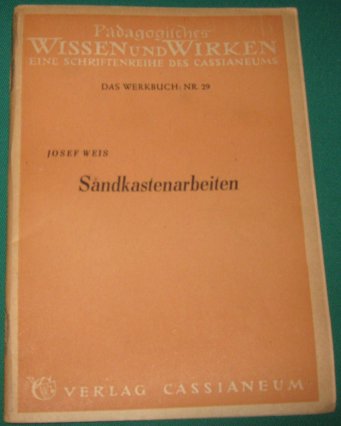 Pädagogisches
WISSEN UND WIRKEN
EINE SCHRIFTENREIHE DES CASSIANEUMS
DAS WERKBUCH: NR. 29
JOSEF WEIS
Sandkastenarbeiten
VERLAG CASSIANEUM